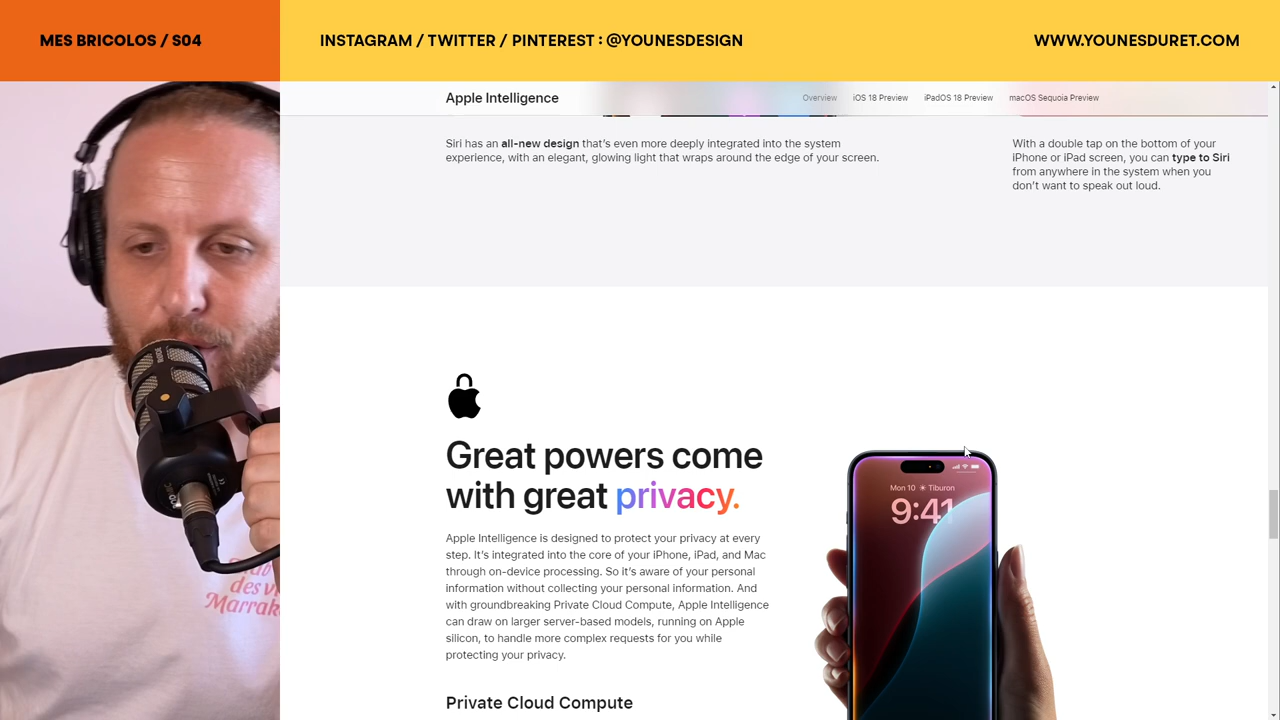 MES BRICOLOS / S04
INSTAGRAM / TWITTER / PINTEREST : @YOUNESDESIGN
WWW.YOUNESDURET.COM
Apple Intelligence
Overview
iOS 18 Preview
iPadOS 18 Preview
macOS Sequoia Preview
Siri has an all-new design that’s even more deeply integrated into the system
experience, with an elegant, glowing light that wraps around the edge of your screen.
With a double tap on the bottom of your
iPhone or iPad screen, you can type to Siri
from anywhere in the system when you
don’t want to speak out loud.
Great powers come
with great privacy.
Apple Intelligence is designed to protect your privacy at every
step. It’s integrated into the core of your iPhone, iPad, and Mac
through on-device processing. So it’s aware of your personal
information without collecting your personal information. And
with groundbreaking Private Cloud Compute, Apple Intelligence
can draw on larger server-based models, running on Apple
silicon, to handle more complex requests for you while
protecting your privacy.
Private Cloud Compute
Mon 10 Tiburon
9:41
des